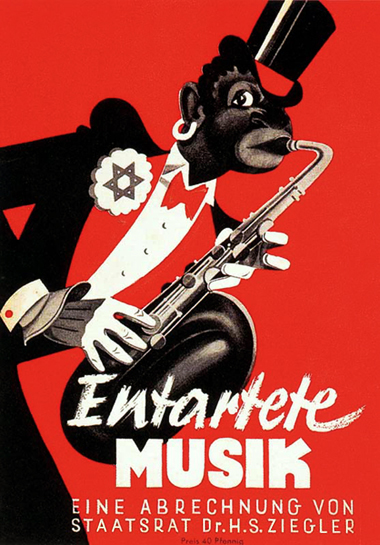 Entartete
MUSIK
EINE ABRECHNUNG VON
STAATSRAT Dr. H.S. ZIEGLER
Preis 40 Pfennig